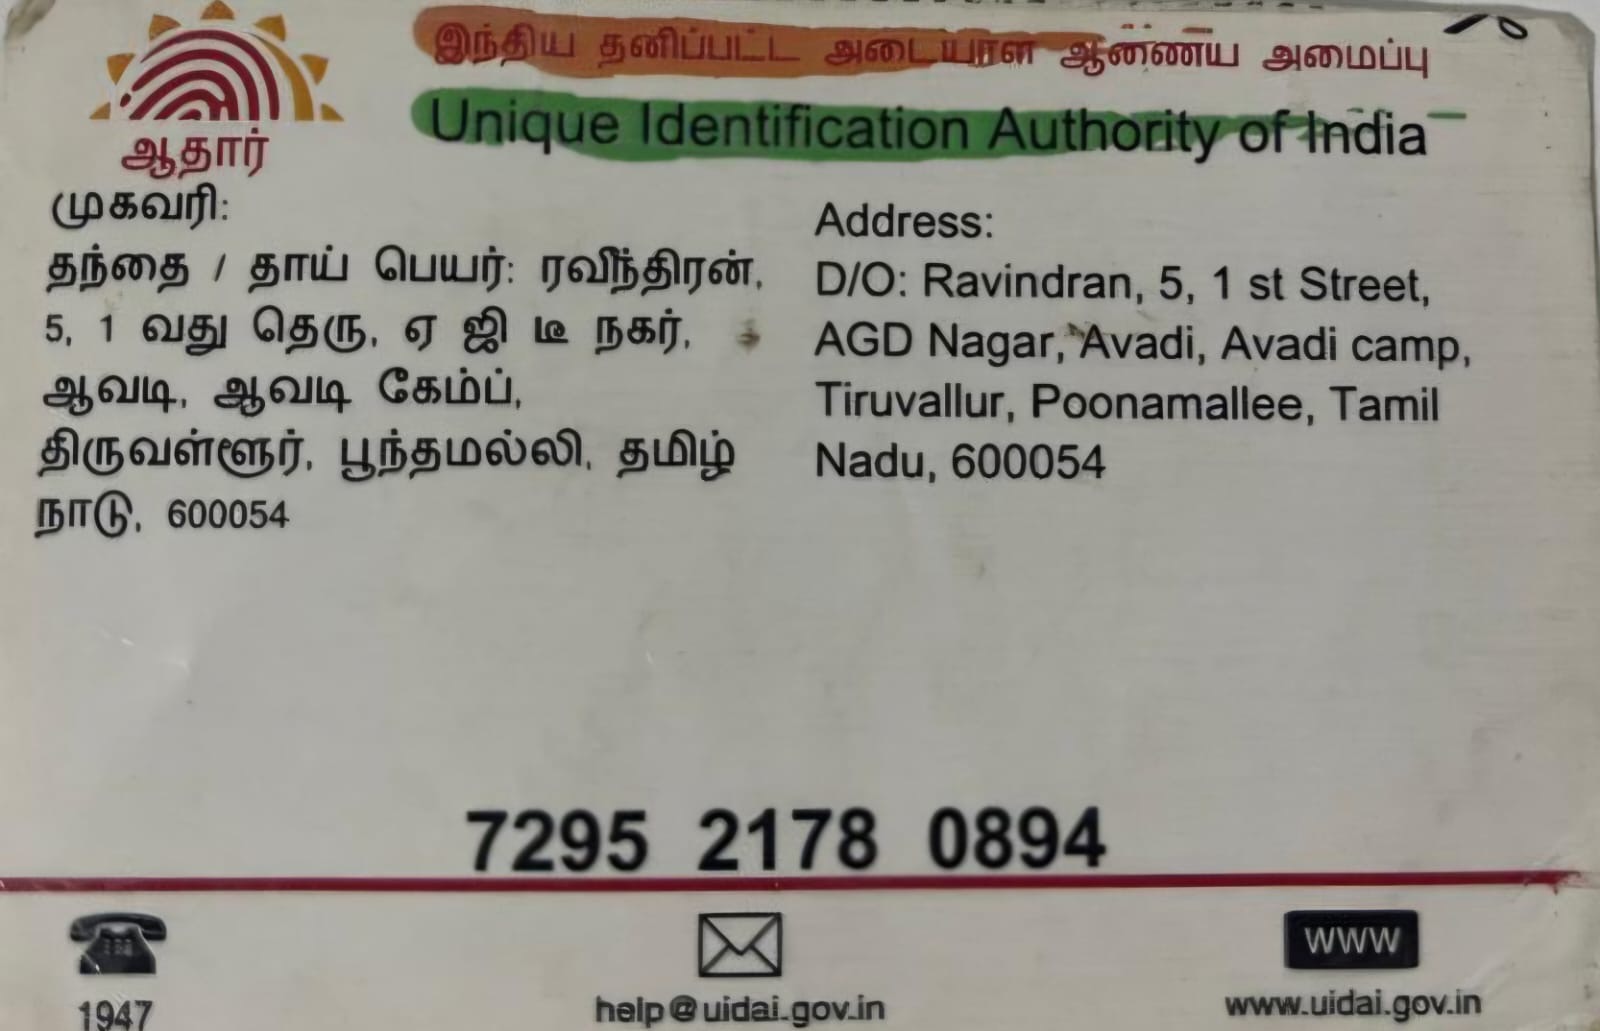 இந்திய தனிப்பட்ட அடையாள ஆணைய அமைப்பு
Unique Identification Authority of India
ஆதார்
முகவரி:
தந்தை / தாய் பெயர்: ரவீந்திரன்,
5, 1 வது தெரு, ஏ ஜி டீ நகர்,
ஆவடி, ஆவடி கேம்ப்,
திருவள்ளூர், பூந்தமல்லி, தமிழ்
நாடு, 600054
Address:
D/O: Ravindran, 5, 1 st Street,
AGD Nagar, Avadi, Avadi camp,
Tiruvallur, Poonamallee, Tamil
Nadu, 600054
7295 2178 0894
1947
help@uidai.gov.in
www
www.uidai.gov.in